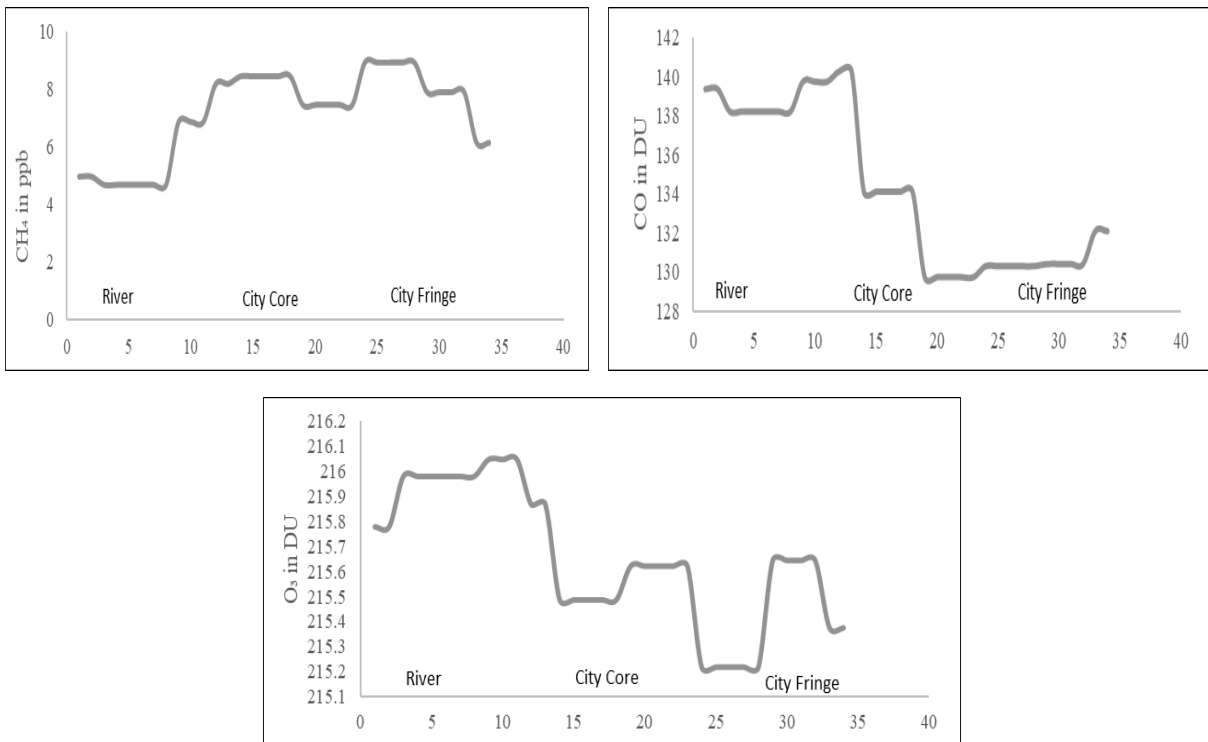 10
8
6
4
2
0
CH₄ in ppb
River
City Core
City Fringe
0 5 10 15 20 25 30 35 40
142
140
138
136
134
132
130
128
CO in DU
River
City Core
City Fringe
0 5 10 15 20 25 30 35 40
216.2
216.1
216
215.9
215.8
215.7
215.6
215.5
215.4
215.3
215.2
215.1
O₃ in DU
River
City Core
City Fringe
0 5 10 15 20 25 30 35 40